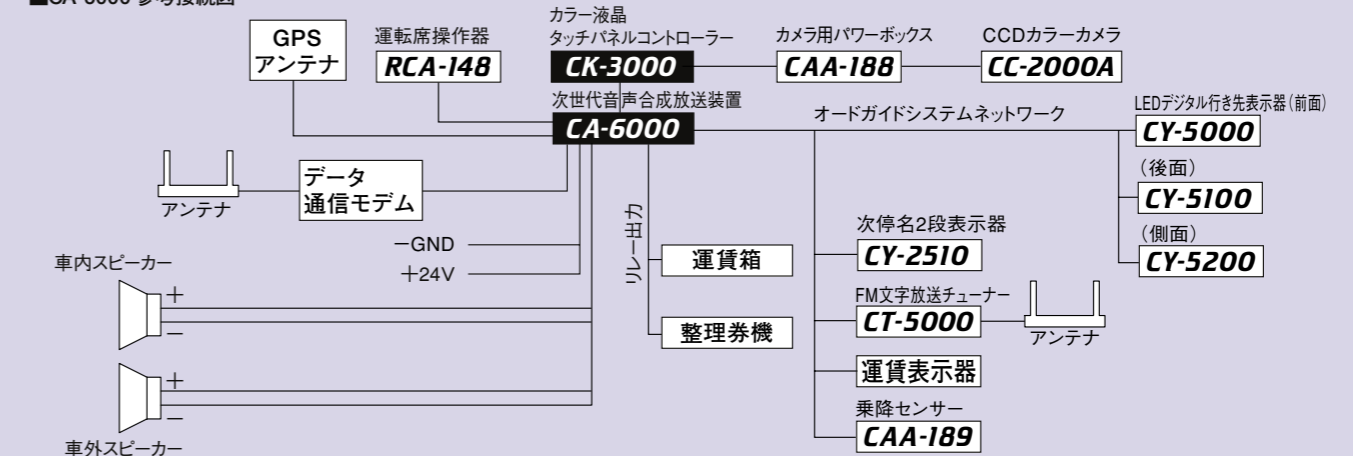 ■CA-6000 参考接続図
GPS
アンテナ
運転席操作器
RCA-148
カラー液晶
タッチパネルコントローラー
CK-3000
カメラ用パワーボックス
CAA-188
CCDカラーカメラ
CC-2000A
次世代音声合成放送装置
CA-6000
オードガイドシステムネットワーク
LEDデジタル行き先表示器（前面）
CY-5000
（後面）
CY-5100
（側面）
CY-5200
アンテナ
データ
通信モデム
－GND
＋24V
リレー出力
運賃箱
整理券機
次停名2段表示器
CY-2510
FM文字放送チューナー
CT-5000
アンテナ
運賃表示器
乗降センサー
CAA-189
車内スピーカー
＋
－
＋
－
車外スピーカー